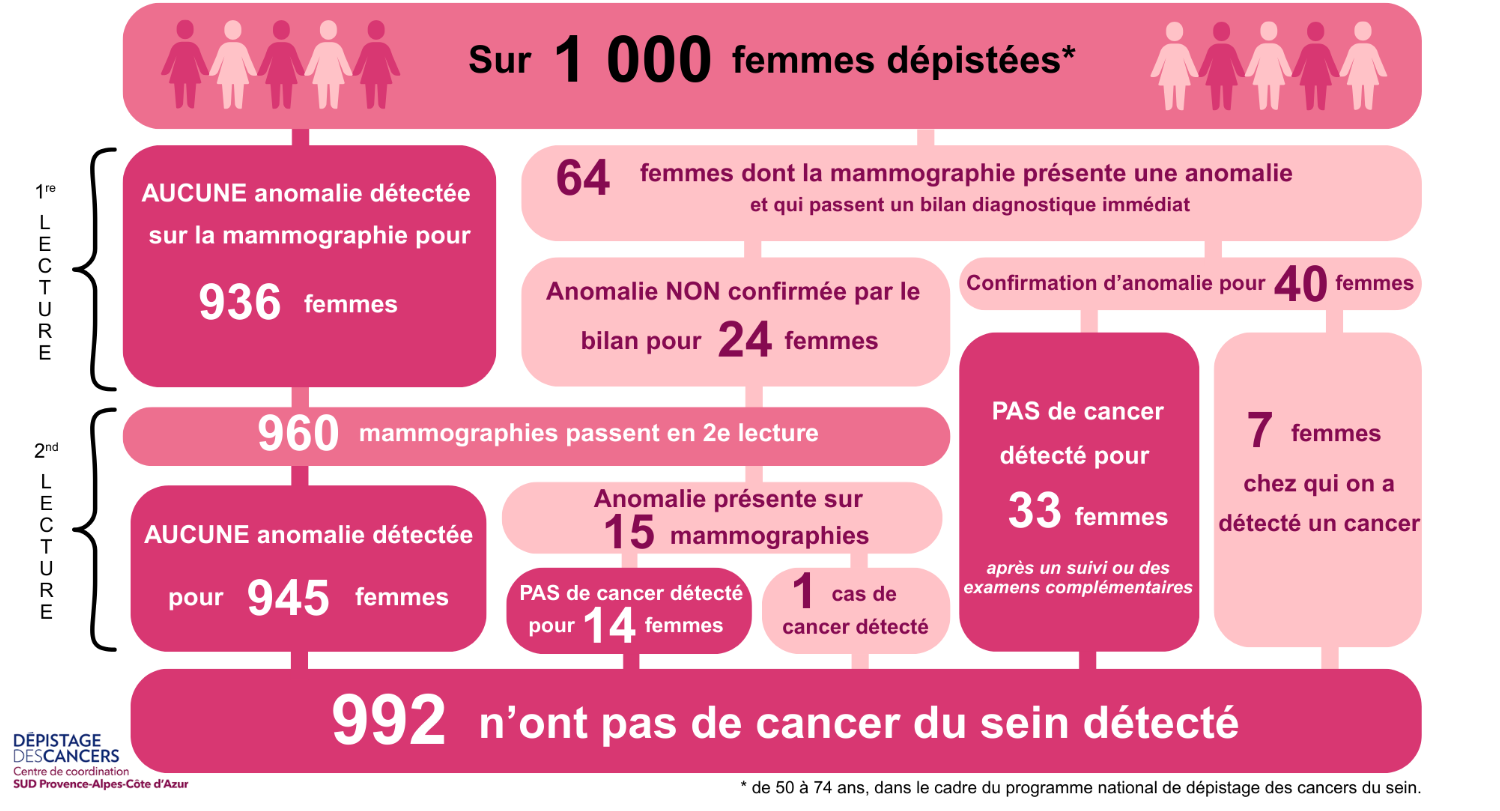 Sur 1 000 femmes dépistées*
1re
LECTURE
AUCUNE anomalie détectée
sur la mammographie pour
936 femmes
64 femmes dont la mammographie présente une anomalie
et qui passent un bilan diagnostique immédiat
Anomalie NON confirmée par le
bilan pour 24 femmes
Confirmation d'anomalie pour 40 femmes
PAS de cancer
détecté pour
33 femmes
après un suivi ou des
examens complémentaires
7 femmes
chez qui on a
détecté un cancer
2nd
LECTURE
960 mammographies passent en 2e lecture
AUCUNE anomalie détectée
pour 945 femmes
Anomalie présente sur
15 mammographies
PAS de cancer détecté
pour 14 femmes
1 cas de
cancer détecté
992 n'ont pas de cancer du sein détecté
DÉPISTAGE
DESCANCERS
Centre de coordination
SUD Provence-Alpes-Côte d'Azur
* de 50 à 74 ans, dans le cadre du programme national de dépistage des cancers du sein.